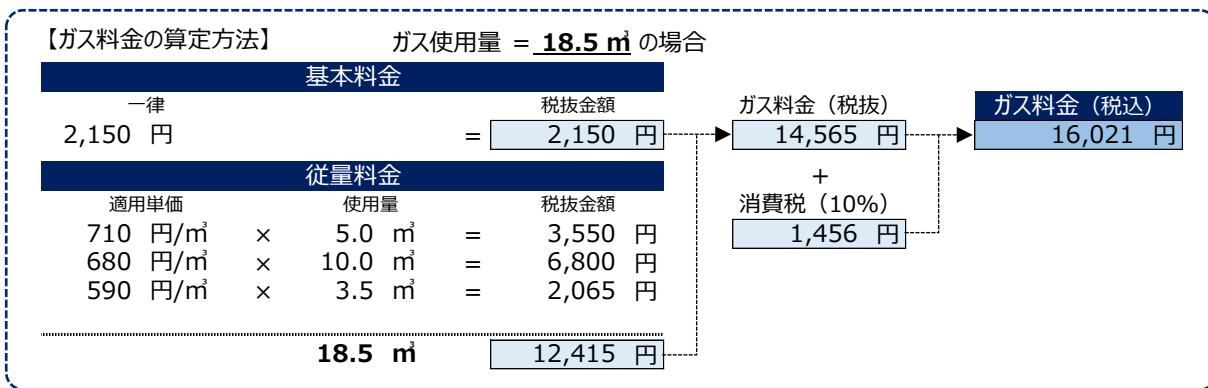 【ガス料金の算定方法】 ガス使用量 = 18.5 ㎥ の場合
基本料金
一律 税抜金額 ガス料金(税抜) ガス料金(税込)
2,150 円 = 2,150 円 14,565 円 16,021 円
従量料金 +
適用単価 使用量 税抜金額 消費税(10%)
710 円/㎥ × 5.0 ㎥ = 3,550 円 1,456 円
680 円/㎥ × 10.0 ㎥ = 6,800 円
590 円/㎥ × 3.5 ㎥ = 2,065 円
18.5 ㎥ 12,415 円